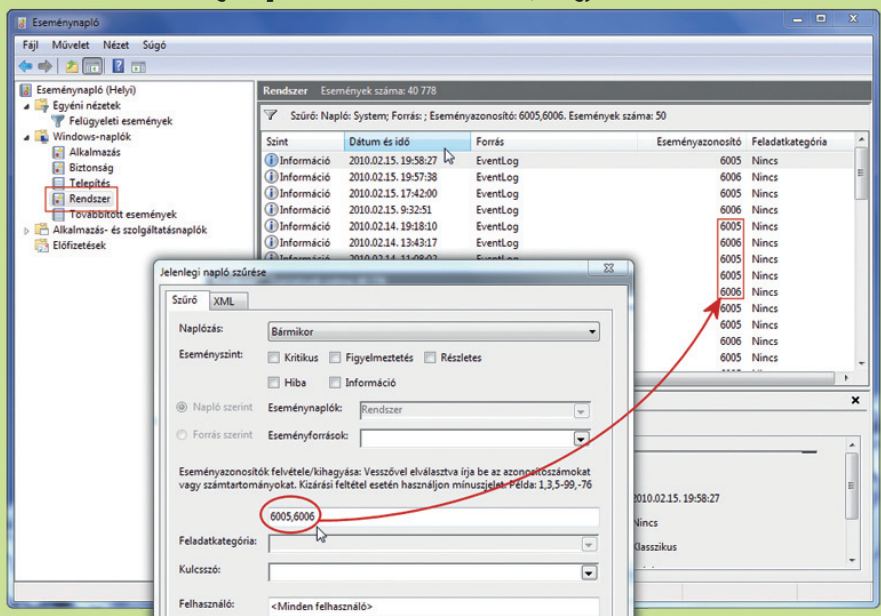 Eseménynapló
Fájl Művelet Nézet Súgó
Eseménynapló (Helyi)
Egyéni nézetek
Felügyeleti események
Windows-naplók
Alkalmazás
Biztonság
Telepítés
Rendszer
Továbbított események
Alkalmazás- és szolgáltatásnaplók
Előfizetések
Rendszer Események száma: 40 778
Szűrő: Napló: System; Forrás: ; Eseményazonosító: 6005,6006. Események száma: 50
Szint Dátum és idő Forrás Eseményazonosító Feladatkategória
Információ 2010.02.15. 19:58:27 EventLog 6005 Nincs
Információ 2010.02.15. 19:57:38 EventLog 6006 Nincs
Információ 2010.02.15. 17:42:00 EventLog 6005 Nincs
Információ 2010.02.15. 9:32:51 EventLog 6006 Nincs
Információ 2010.02.14. 19:18:10 EventLog 6005 Nincs
Információ 2010.02.14. 13:43:17 EventLog 6006 Nincs
Információ 2010.02.14. 11:08:02 EventLog 6005 Nincs
6005 Nincs
6006 Nincs
6005 Nincs
6005 Nincs
6006 Nincs
6005 Nincs
Jelenlegi napló szűrése
Szűrő XML
Naplózás: Bármikor
Eseményszint: Kritikus Figyelmeztetés Részletes
Hiba Információ
Napló szerint Eseménynaplók: Rendszer
Forrás szerint Eseményforrások:
Eseményazonosítók felvétele/kihagyása: Vesszővel elválasztva írja be az azonosítószámokat
vagy számtartományokat. Kizárási feltétel esetén használjon mínuszjelet. Példa: 1,3,5-99,-76
6005,6006
Feladatkategória:
Kulcsszó:
Felhasználó: <Minden felhasználó>
2010.02.15. 19:58:27
Nincs
Klasszikus